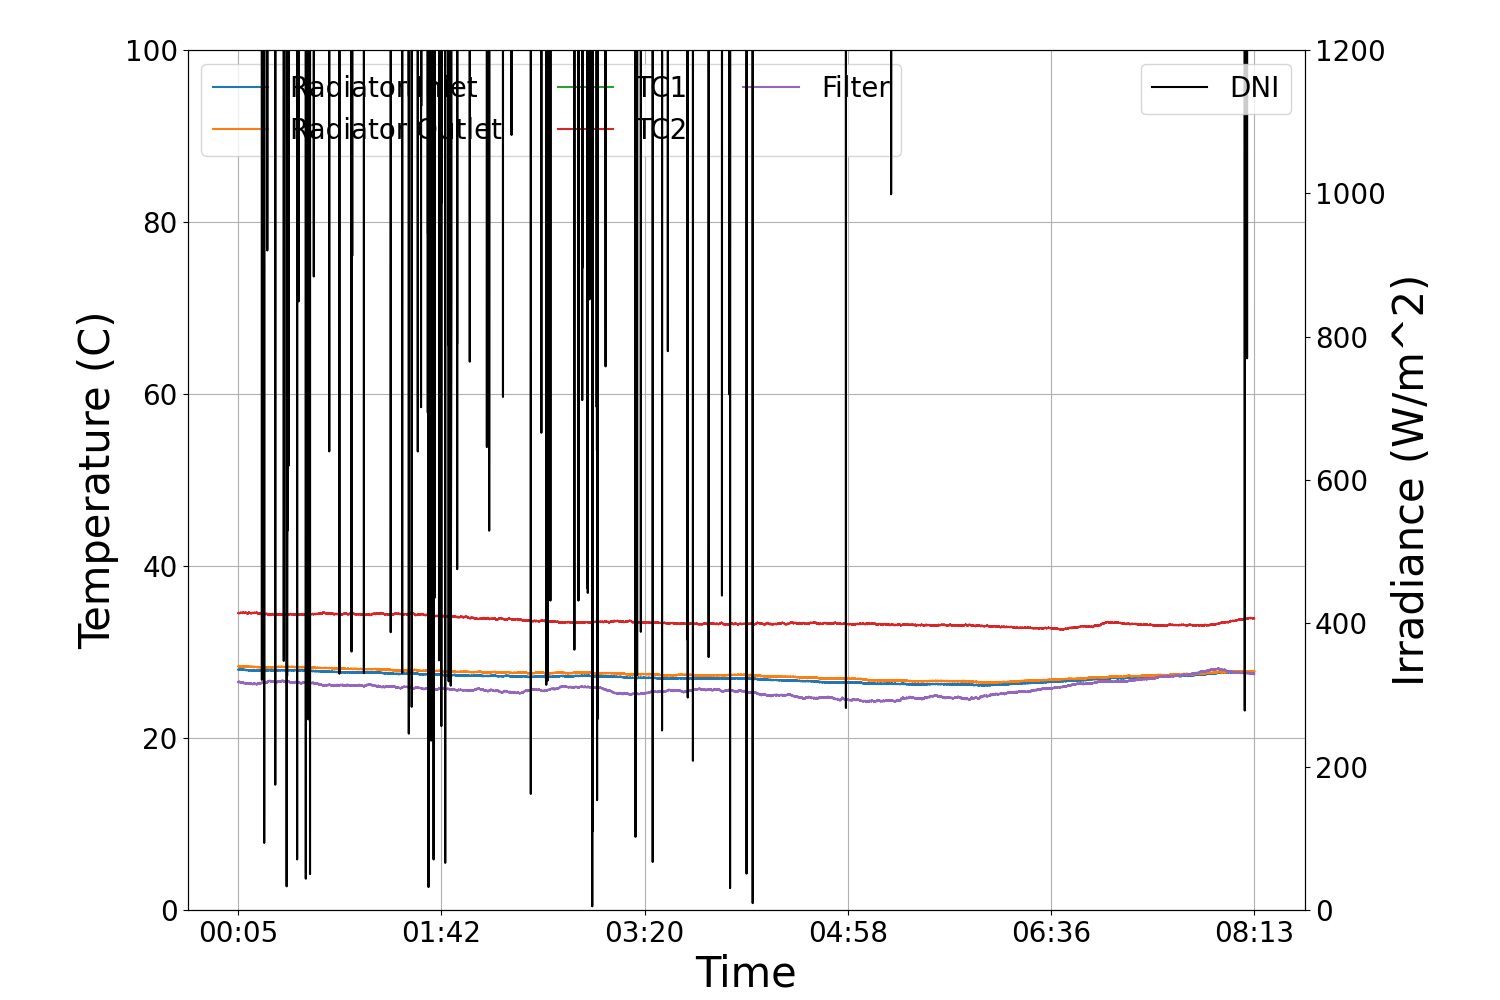 100
80
60
40
20
0
Temperature (C)
Radiator Inlet
Radiator Outlet
TC1
TC2
Filter
DNI
1200
1000
800
600
400
200
0
Irradiance (W/m^2)
00:05 01:42 03:20 04:58 06:36 08:13
Time